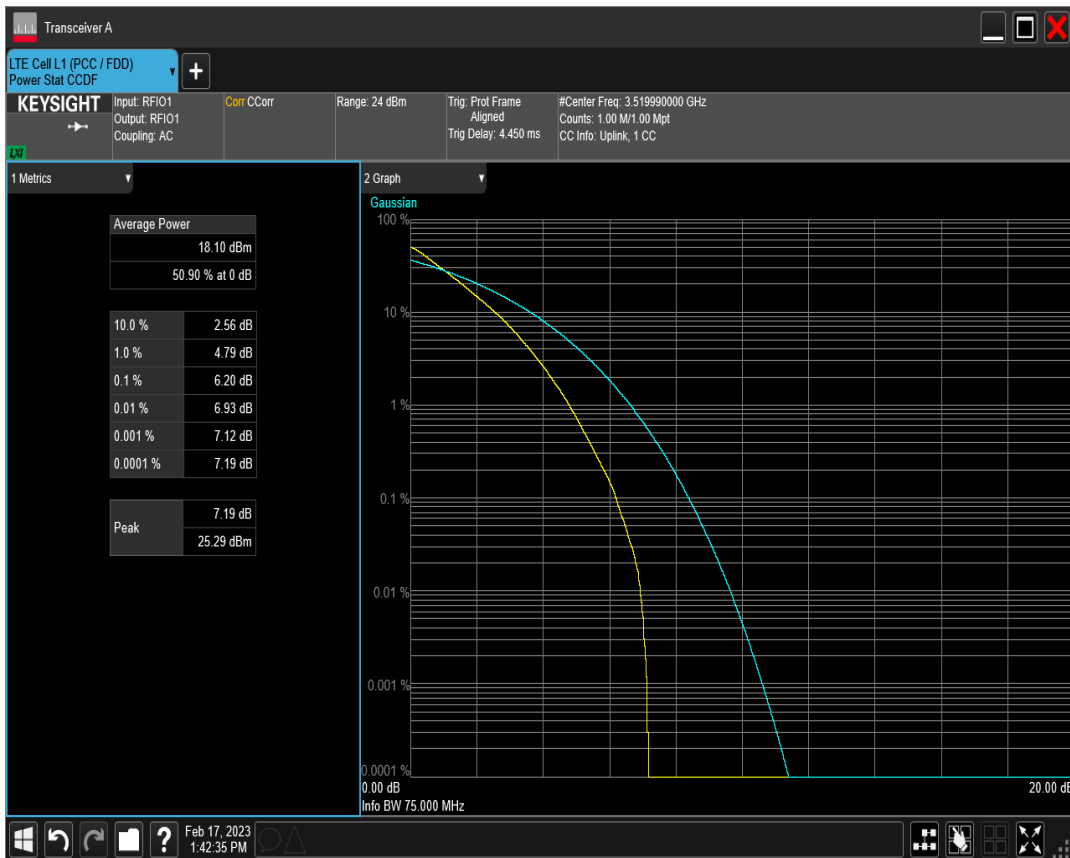 Transceiver A
LTE Cell L1 (PCC / FDD)
Power Stat CCDF
KEYSIGHT
LXI
Input: RFIO1
Output: RFIO1
Coupling: AC
Corr CCorr
Range: 24 dBm
Trig: Prot Frame
Aligned
Trig Delay: 4.450 ms
#Center Freq: 3.519990000 GHz
Counts: 1.00 M/1.00 Mpt
CC Info: Uplink, 1 CC
1 Metrics
Average Power
18.10 dBm
50.90 % at 0 dB
10.0 % 2.56 dB
1.0 % 4.79 dB
0.1 % 6.20 dB
0.01 % 6.93 dB
0.001 % 7.12 dB
0.0001 % 7.19 dB
Peak
7.19 dB
25.29 dBm
2 Graph
Gaussian
100 %
10 %
1 %
0.1 %
0.01 %
0.001 %
0.0001 %
0.00 dB 20.00 dB
Info BW 75.000 MHz
Feb 17, 2023
1:42:35 PM